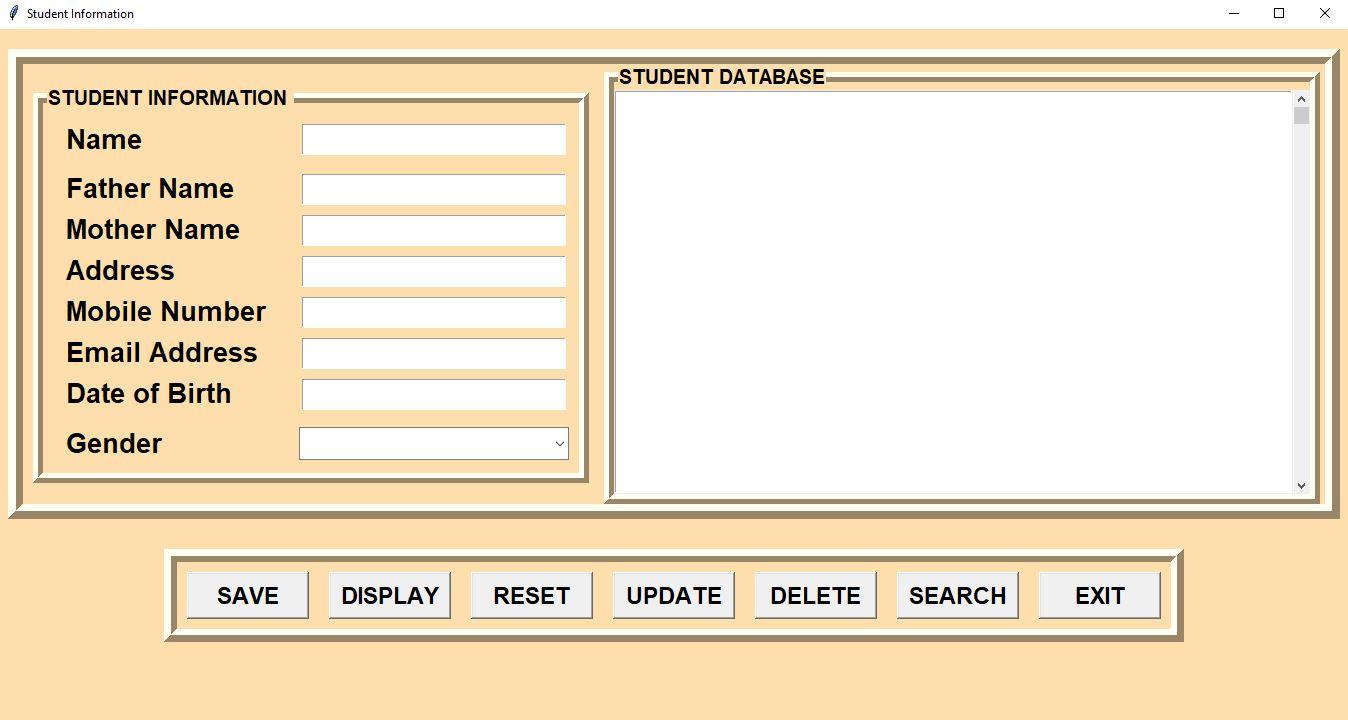 Student Information
STUDENT INFORMATION
Name
Father Name
Mother Name
Address
Mobile Number
Email Address
Date of Birth
Gender
STUDENT DATABASE
SAVE
DISPLAY
RESET
UPDATE
DELETE
SEARCH
EXIT